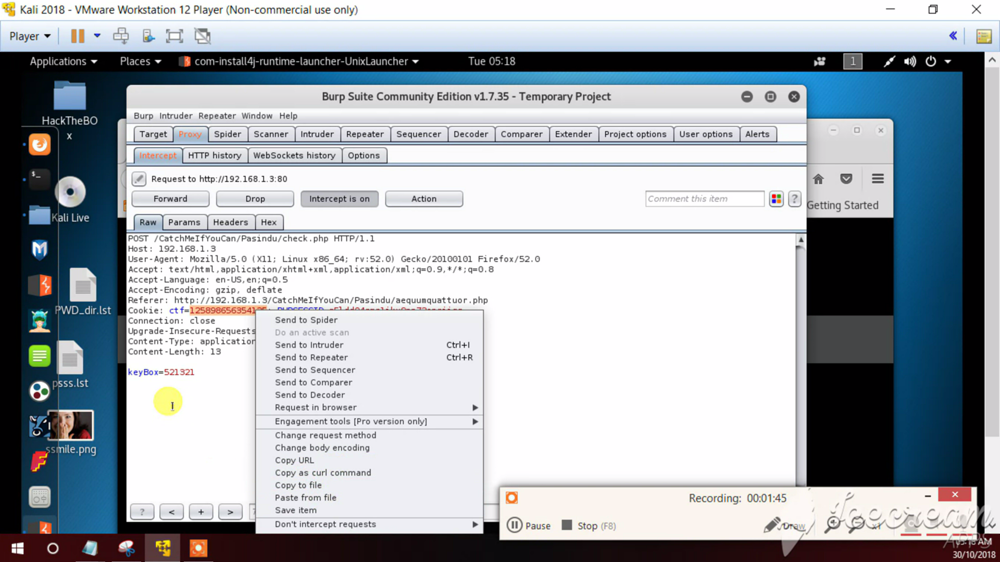 Kali 2018 - VMware Workstation 12 Player (Non-commercial use only)
Player
Applications
Places
com-install4j-runtime-launcher-UnixLauncher
Tue 05:18
1
HackTheBO
x
Kali Live
PWD_dir.lst
psss.lst
ssmile.png
Burp Suite Community Edition v1.7.35 - Temporary Project
Burp Intruder Repeater Window Help
Target Proxy Spider Scanner Intruder Repeater Sequencer Decoder Comparer Extender Project options User options Alerts
Intercept HTTP history WebSockets history Options
Request to http://192.168.1.3:80
Forward Drop Intercept is on Action
Comment this item
?
Getting Started
Raw Params Headers Hex
POST /CatchMeIfYouCan/Pasindu/check.php HTTP/1.1
Host: 192.168.1.3
User-Agent: Mozilla/5.0 (X11; Linux x86_64; rv:52.0) Gecko/20100101 Firefox/52.0
Accept: text/html,application/xhtml+xml,application/xml;q=0.9,*/*;q=0.8
Accept-Language: en-US,en;q=0.5
Accept-Encoding: gzip, deflate
Referer: http://192.168.1.3/CatchMeIfYouCan/Pasindu/aequumquattuor.php
Cookie: ctf=
Connection: close
Upgrade-Insecure-Requests
Content-Type: application
Content-Length: 13
keyBox=521321
Send to Spider
Do an active scan
Send to Intruder Ctrl+I
Send to Repeater Ctrl+R
Send to Sequencer
Send to Comparer
Send to Decoder
Request in browser
Engagement tools [Pro version only]
Change request method
Change body encoding
Copy URL
Copy as curl command
Copy to file
Paste from file
Save item
Don't intercept requests
? < + >
Recording: 00:01:45
Pause Stop (F8) Draw
Icecream
APPS
05:18 AM
30/10/2018